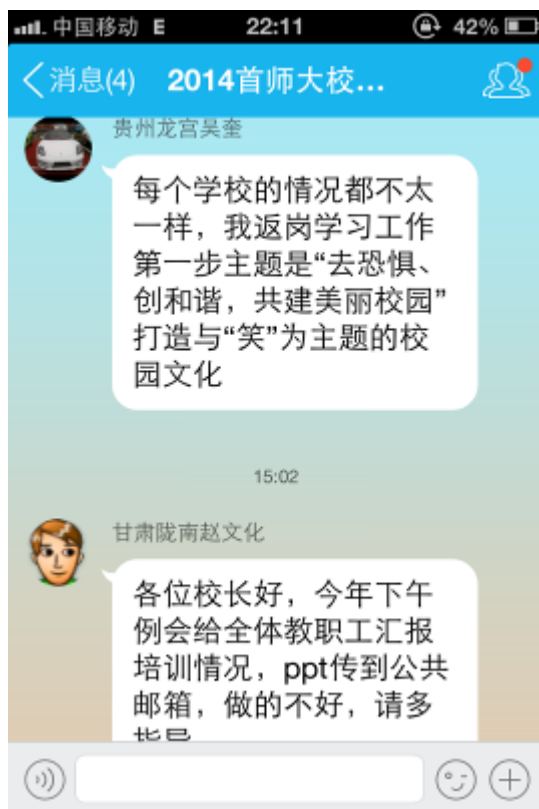 中国移动 E 22:11 42%
消息(4) 2014首师大校...
贵州龙宫吴奎
每个学校的情况都不太
一样，我返岗学习工作
第一步主题是“去恐惧、
创和谐，共建美丽校园”
打造与“笑”为主题的校
园文化
15:02
甘肃陇南赵文化
各位校长好，今年下午
例会给全体教职工汇报
培训情况，ppt传到公共
邮箱，做的不好，请多
指导